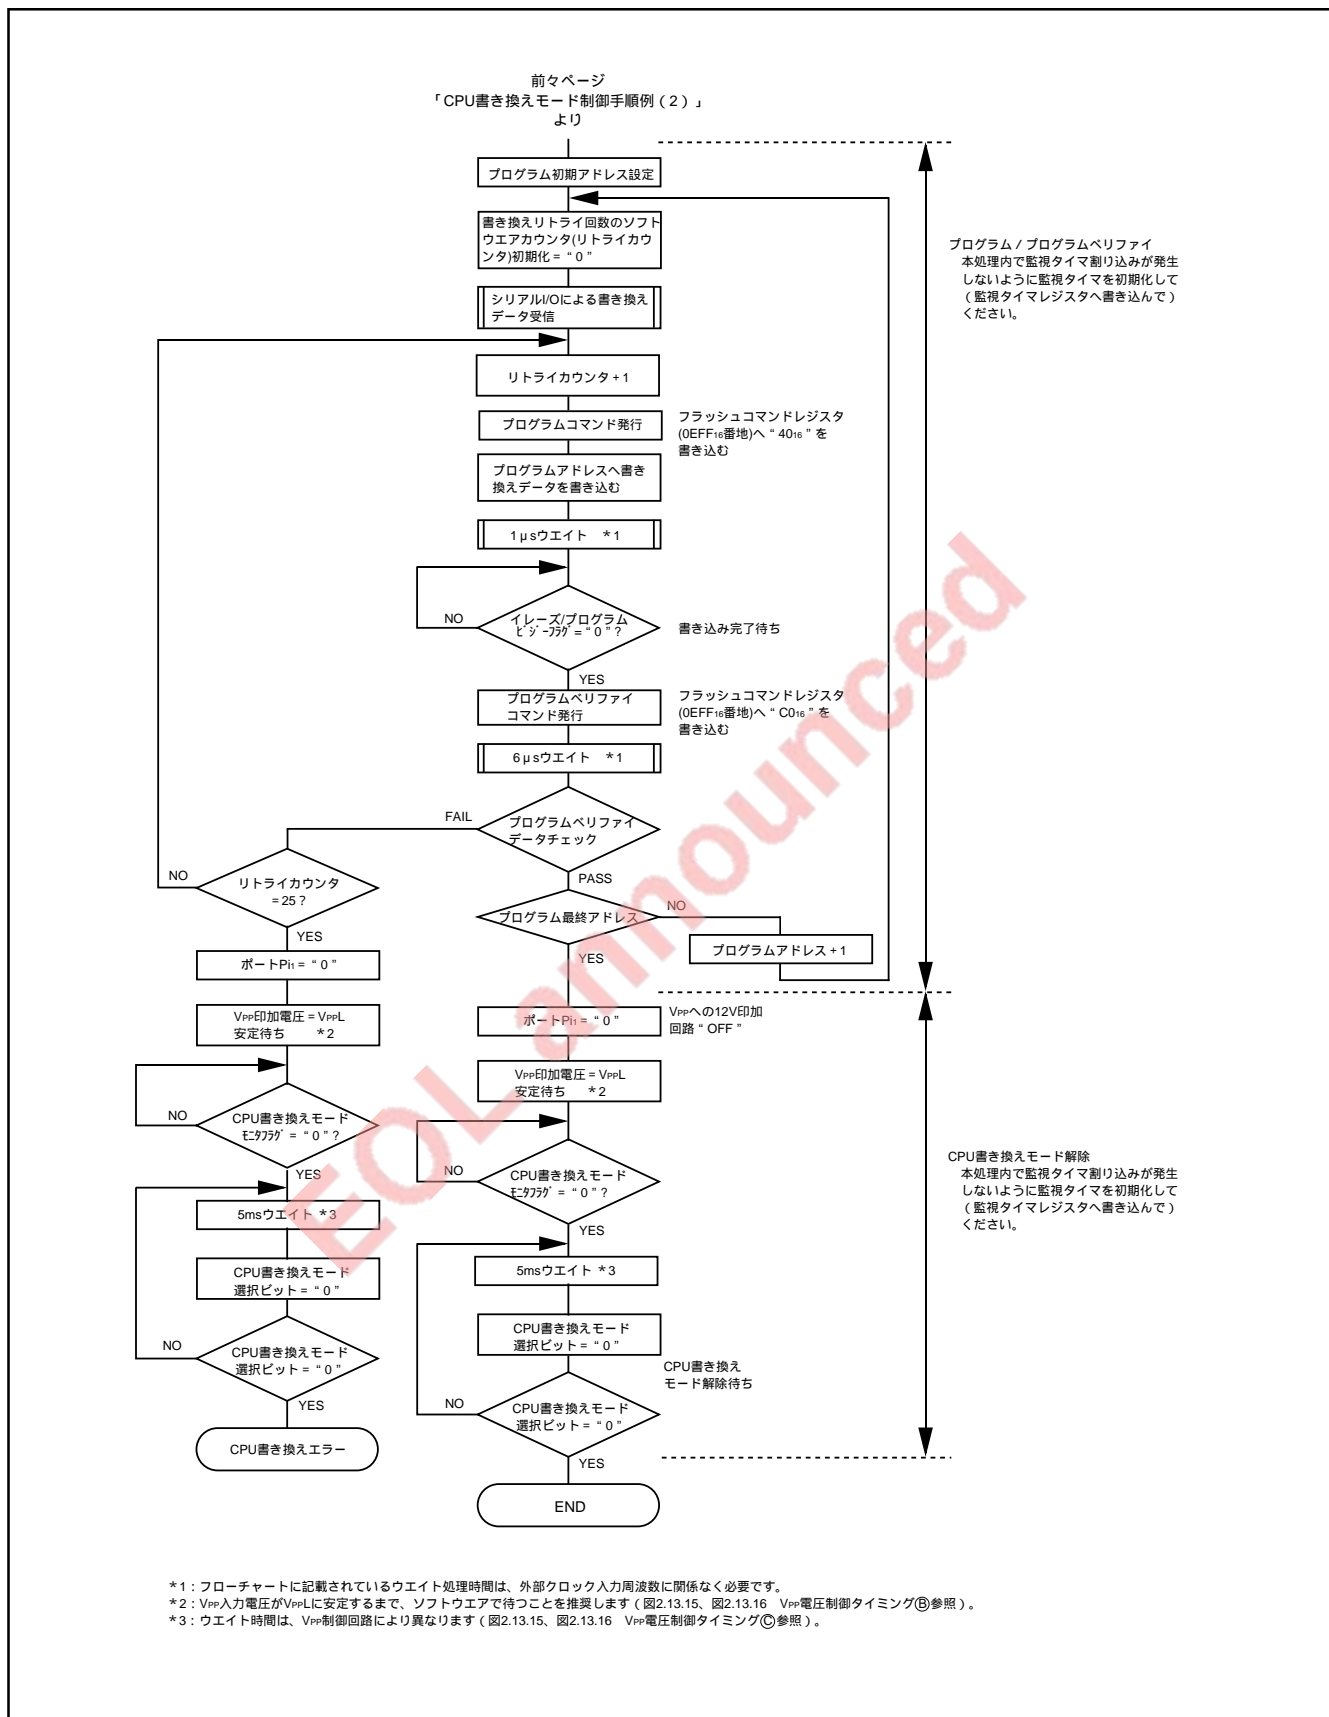 前々ページ
「CPU書き換えモード制御手順例(2)」
より
プログラム初期アドレス設定
書き換えリトライ回数のソフト
ウエアカウンタ(リトライカウ
ンタ)初期化 = “ 0 ”
シリアルI/Oによる書き換え
データ受信
リトライカウンタ + 1
プログラムコマンド発行
フラッシュコマンドレジスタ
(0EFF16番地)へ “ 4016 ” を
書き込む
プログラムアドレスへ書き
換えデータを書き込む
1μsウエイト *1
イレーズ/プログラム
ビジーフラグ = “ 0 ” ?
NO
YES
書き込み完了待ち
プログラムベリファイ
コマンド発行
フラッシュコマンドレジスタ
(0EFF16番地)へ “ C016 ” を
書き込む
6μsウエイト *1
プログラムベリファイ
データチェック
FAIL
PASS
リトライカウンタ
= 25 ?
NO
YES
プログラム最終アドレス
NO
YES
プログラムアドレス + 1
プログラム / プログラムベリファイ
本処理内で監視タイマ割り込みが発生
しないように監視タイマを初期化して
(監視タイマレジスタへ書き込んで)
ください。
ポートPi1 = “ 0 ”
VPP印加電圧 = VPPL
安定待ち *2
CPU書き換えモード
モニタフラグ = “ 0 ” ?
NO
YES
5msウエイト *3
CPU書き換えモード
選択ビット = “ 0 ”
CPU書き換えモード
選択ビット = “ 0 ”
NO
YES
CPU書き換えエラー
ポートPi1 = “ 0 ”
VPPへの12V印加
回路 “ OFF ”
VPP印加電圧 = VPPL
安定待ち *2
CPU書き換えモード
モニタフラグ = “ 0 ” ?
NO
YES
5msウエイト *3
CPU書き換えモード
選択ビット = “ 0 ”
CPU書き換え
モード解除待ち
CPU書き換えモード
選択ビット = “ 0 ”
NO
YES
END
CPU書き換えモード解除
本処理内で監視タイマ割り込みが発生
しないように監視タイマを初期化して
(監視タイマレジスタへ書き込んで)
ください。
EOL announced
*1:フローチャートに記載されているウエイト処理時間は、外部クロック入力周波数に関係なく必要です。
*2:VPP入力電圧がVPPLに安定するまで、ソフトウエアで待つことを推奨します(図2.13.15、図2.13.16 VPP電圧制御タイミングⒷ参照)。
*3:ウエイト時間は、VPP制御回路により異なります(図2.13.15、図2.13.16 VPP電圧制御タイミングⒸ参照)。